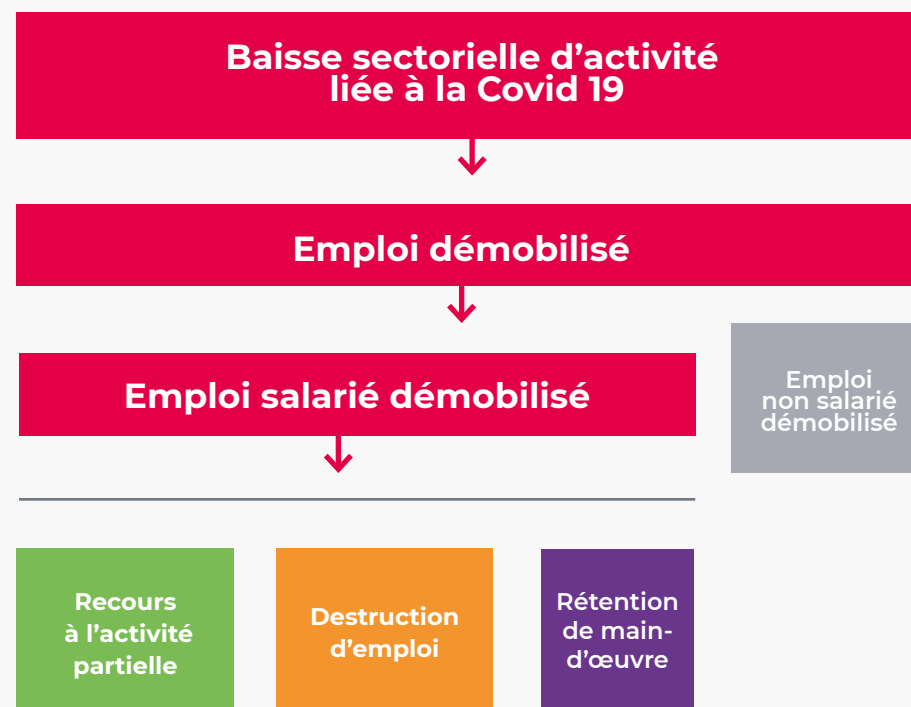 Baisse sectorielle d’activité
liée à la Covid 19
Emploi démobilisé
Emploi salarié démobilisé
Emploi
non salarié
démobilisé
Recours
à l’activité
partielle
Destruction
d’emploi
Rétention
de main-
d’œuvre